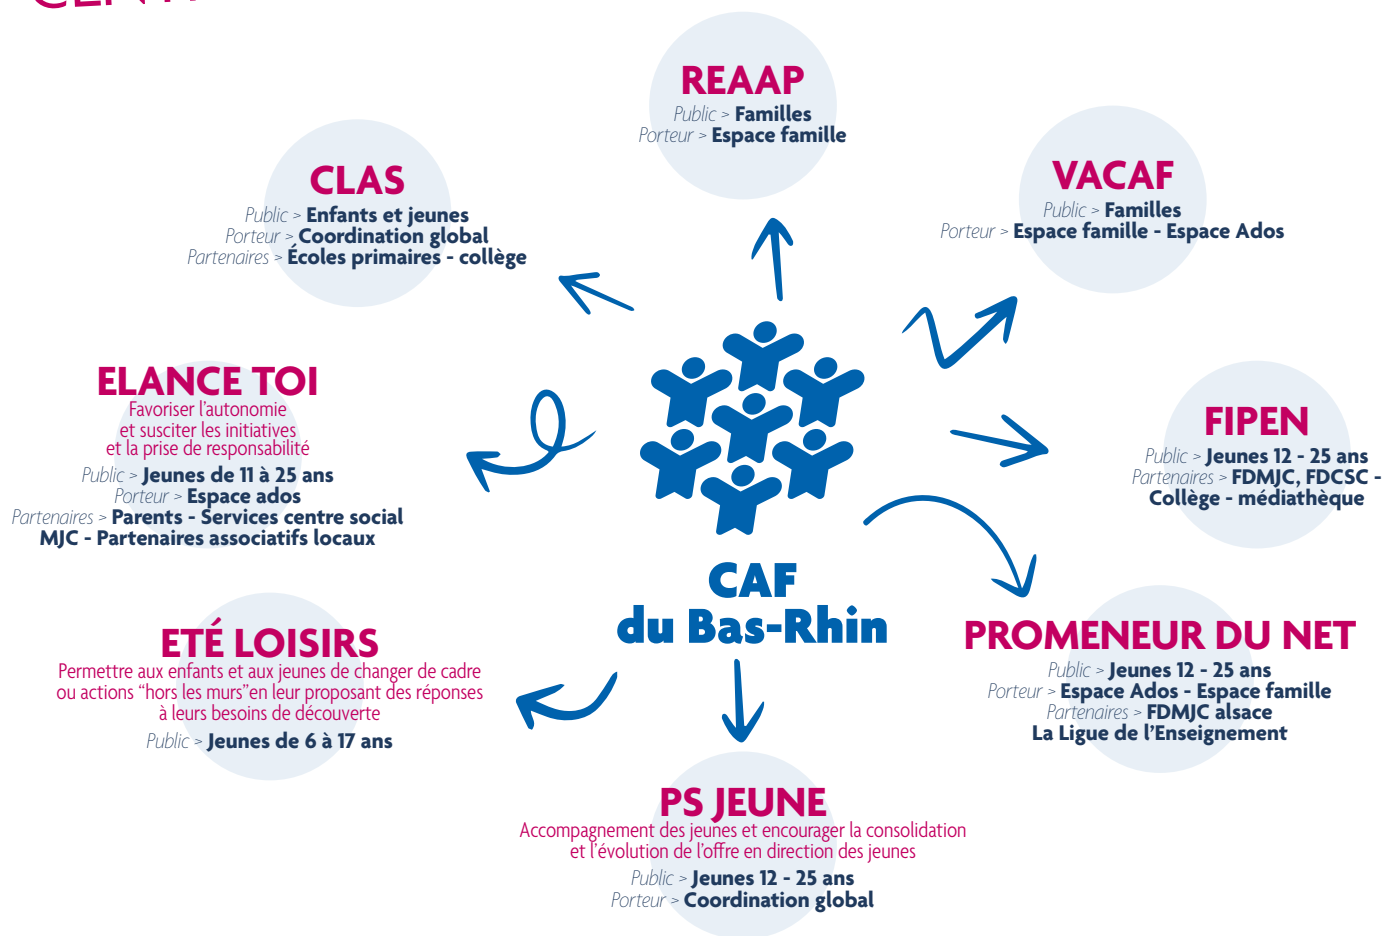 REAAP
Public > Familles
Porteur > Espace famille
CLAS
Public > Enfants et jeunes
Porteur > Coordination global
Partenaires > Écoles primaires - collège
VACAF
Public > Familles
Porteur > Espace famille - Espace Ados
ELANCE TOI
Favoriser l'autonomie
et susciter les initiatives
et la prise de responsabilité
Public > Jeunes de 11 à 25 ans
Porteur > Espace ados
Partenaires > Parents - Services centre social
MJC - Partenaires associatifs locaux
FIPEN
Public > Jeunes 12 - 25 ans
Partenaires > FDMJC, FDCSC -
Collège - médiathèque
CAF
du Bas-Rhin
ETÉ LOISIRS
Permettre aux enfants et aux jeunes de changer de cadre
ou actions “hors les murs”en leur proposant des réponses
à leurs besoins de découverte
Public > Jeunes de 6 à 17 ans
PROMENEUR DU NET
Public > Jeunes 12 - 25 ans
Porteur > Espace Ados - Espace famille
Partenaires > FDMJC alsace
La Ligue de l'Enseignement
PS JEUNE
Accompagnement des jeunes et encourager la consolidation
et l'évolution de l'offre en direction des jeunes
Public > Jeunes 12 - 25 ans
Porteur > Coordination global